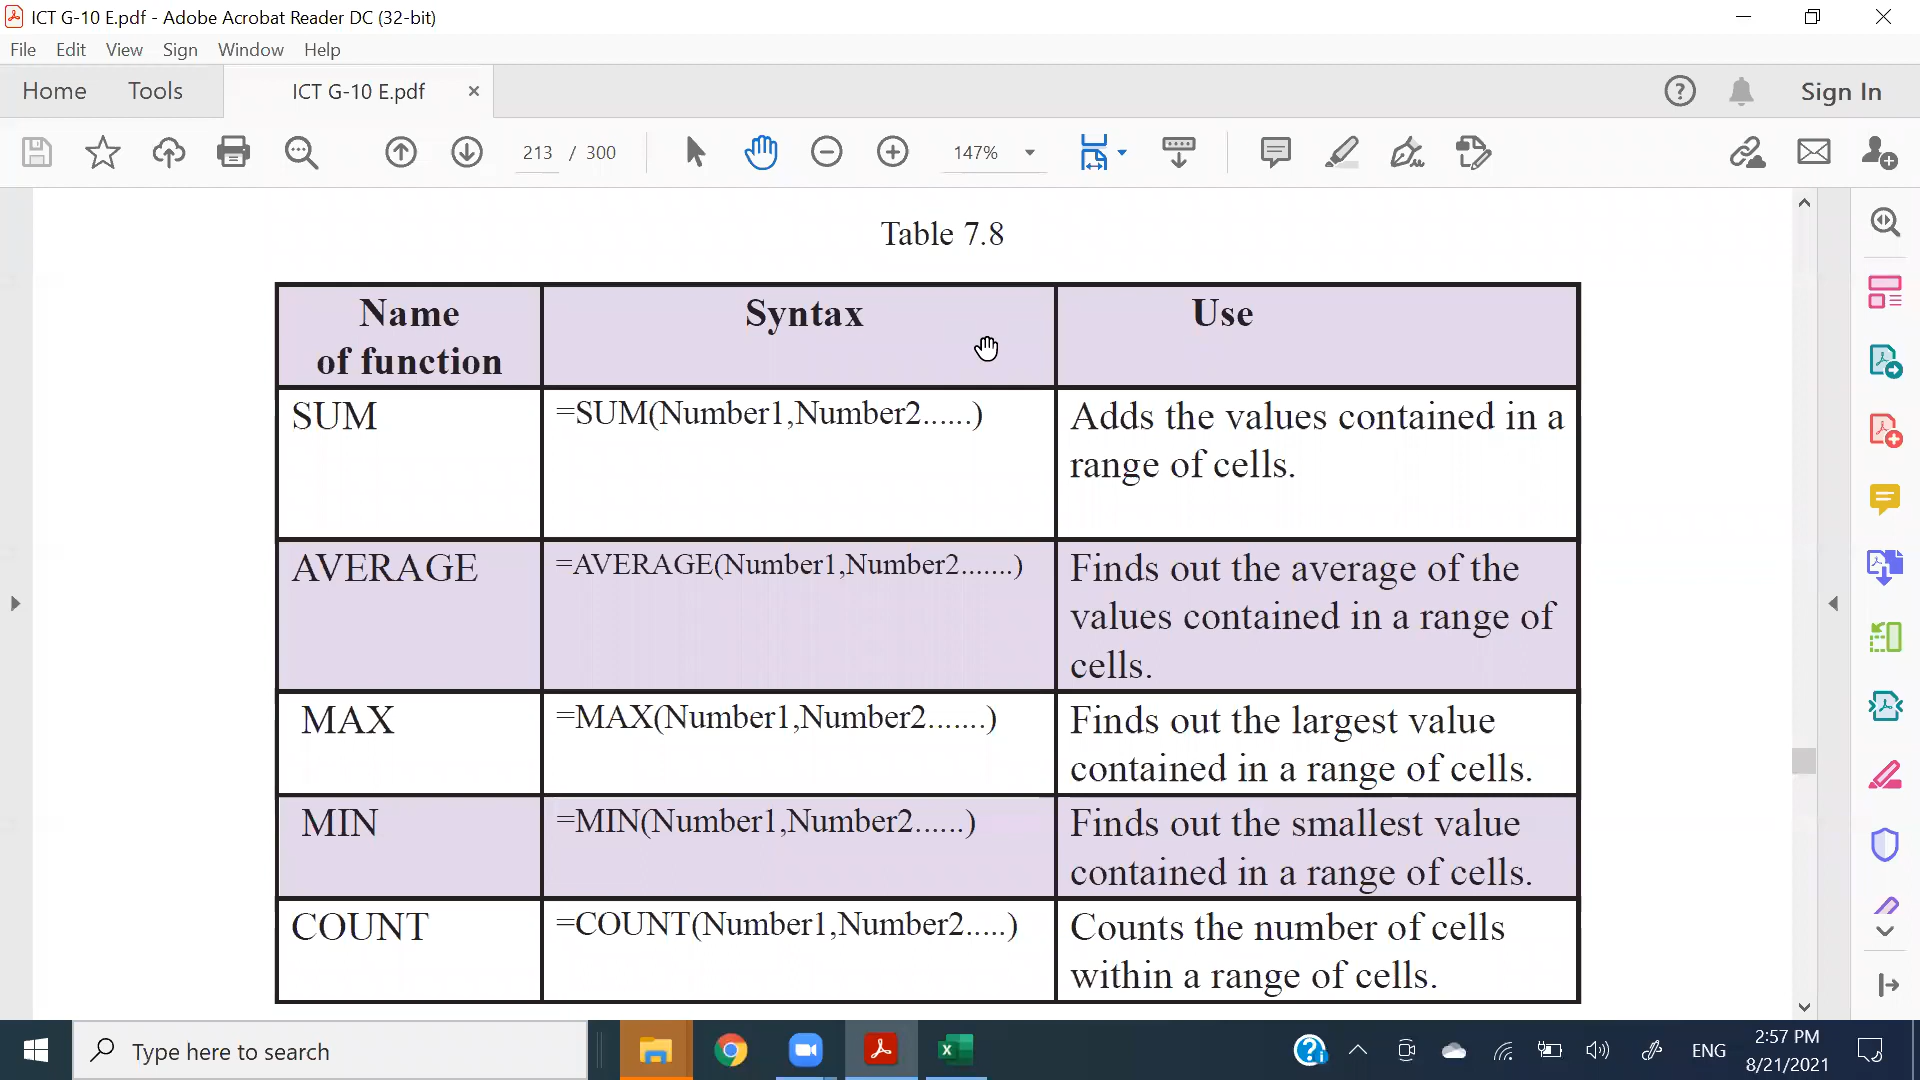 ICT G-10 E.pdf - Adobe Acrobat Reader DC (32-bit)
File Edit View Sign Window Help
Home Tools ICT G-10 E.pdf × Sign In
213 / 300 147%
Table 7.8
Name of function Syntax Use
SUM =SUM(Number1,Number2......) Adds the values contained in a
range of cells.
AVERAGE =AVERAGE(Number1,Number2.......) Finds out the average of the
values contained in a range of
cells.
MAX =MAX(Number1,Number2.......) Finds out the largest value
contained in a range of cells.
MIN =MIN(Number1,Number2......) Finds out the smallest value
contained in a range of cells.
COUNT =COUNT(Number1,Number2.....) Counts the number of cells
within a range of cells.
Type here to search ENG 2:57 PM
8/21/2021